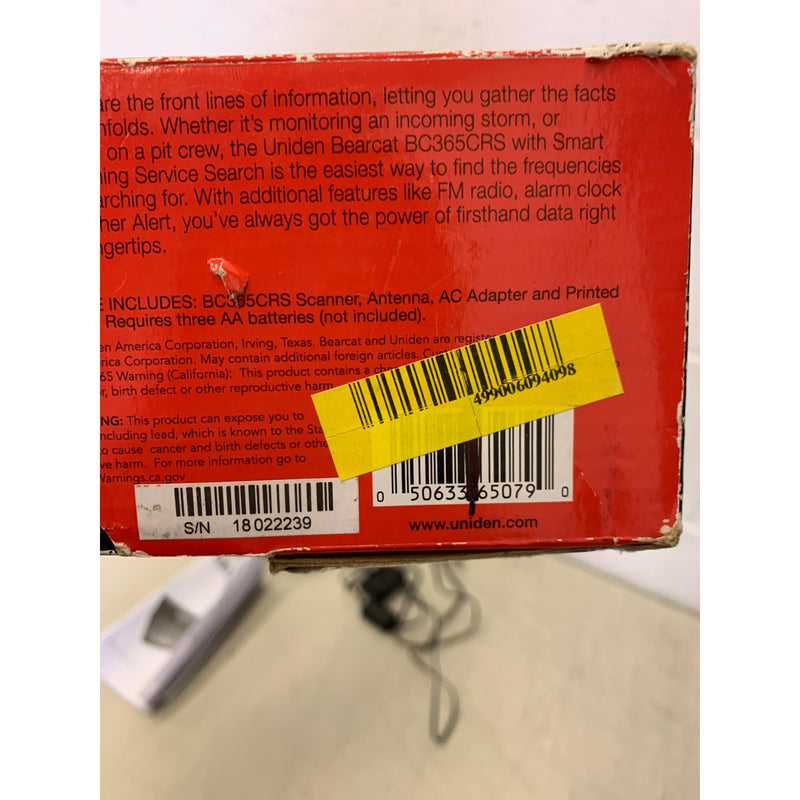 are the front lines of information, letting you gather the facts
nfolds. Whether it's monitoring an incoming storm, or
on a pit crew, the Uniden Bearcat BC365CRS with Smart
ning Service Search is the easiest way to find the frequencies
arching for. With additional features like FM radio, alarm clock
her Alert, you've always got the power of firsthand data right
ngertips.
E INCLUDES: BC365CRS Scanner, Antenna, AC Adapter and Printed
Requires three AA batteries (not included).
en America Corporation, Irving, Texas. Bearcat and Uniden are
rica Corporation. May contain additional foreign articles.
65 Warning (California): This product contains a
r, birth defect or other reproductive harm
NG: This product can expose you to
ncluding lead, which is known to the
to cause cancer and birth defects or
ve harm. For more information go to
Warnings.ca.gov
499006094098
S/N 18 022239
0 50633 65079 0
www.uniden.com